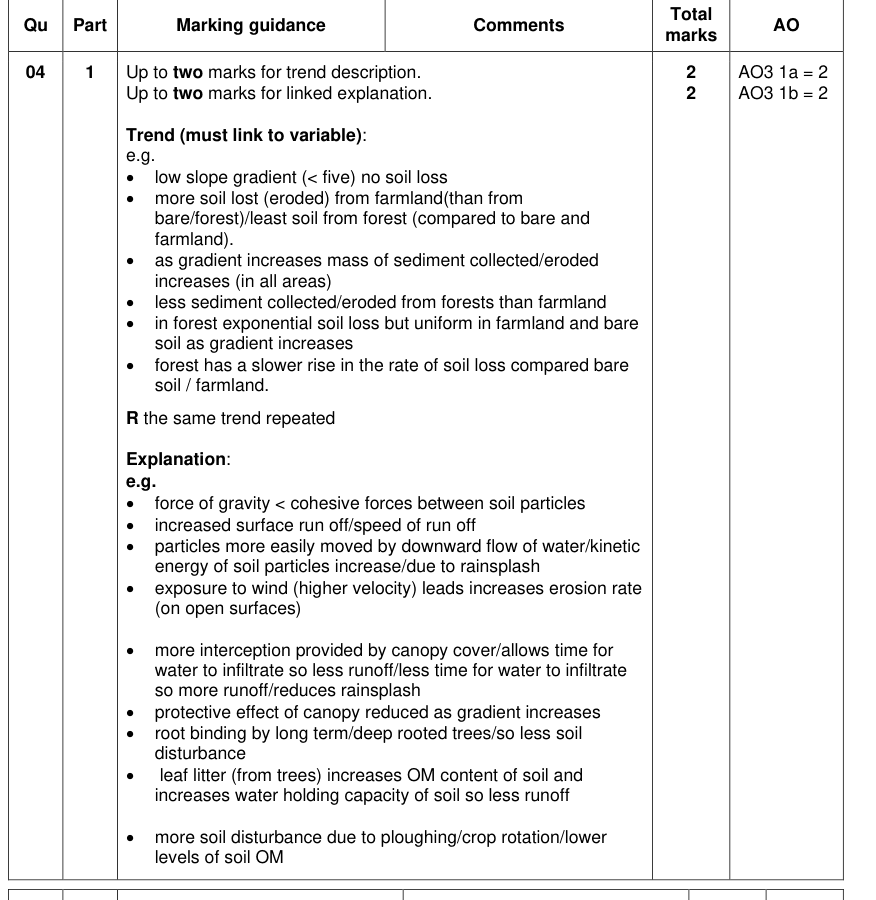 Qu Part Marking guidance Comments Total marks AO
04 1 Up to two marks for trend description. 2 AO3 1a = 2
Up to two marks for linked explanation. 2 AO3 1b = 2
Trend (must link to variable):
e.g.
• low slope gradient (< five) no soil loss
• more soil lost (eroded) from farmland(than from
bare/forest)/least soil from forest (compared to bare and
farmland).
• as gradient increases mass of sediment collected/eroded
increases (in all areas)
• less sediment collected/eroded from forests than farmland
• in forest exponential soil loss but uniform in farmland and bare
soil as gradient increases
• forest has a slower rise in the rate of soil loss compared bare
soil / farmland.
R the same trend repeated
Explanation:
e.g.
• force of gravity < cohesive forces between soil particles
• increased surface run off/speed of run off
• particles more easily moved by downward flow of water/kinetic
energy of soil particles increase/due to rainsplash
• exposure to wind (higher velocity) leads increases erosion rate
(on open surfaces)
• more interception provided by canopy cover/allows time for
water to infiltrate so less runoff/less time for water to infiltrate
so more runoff/reduces rainsplash
• protective effect of canopy reduced as gradient increases
• root binding by long term/deep rooted trees/so less soil
disturbance
• leaf litter (from trees) increases OM content of soil and
increases water holding capacity of soil so less runoff
• more soil disturbance due to ploughing/crop rotation/lower
levels of soil OM